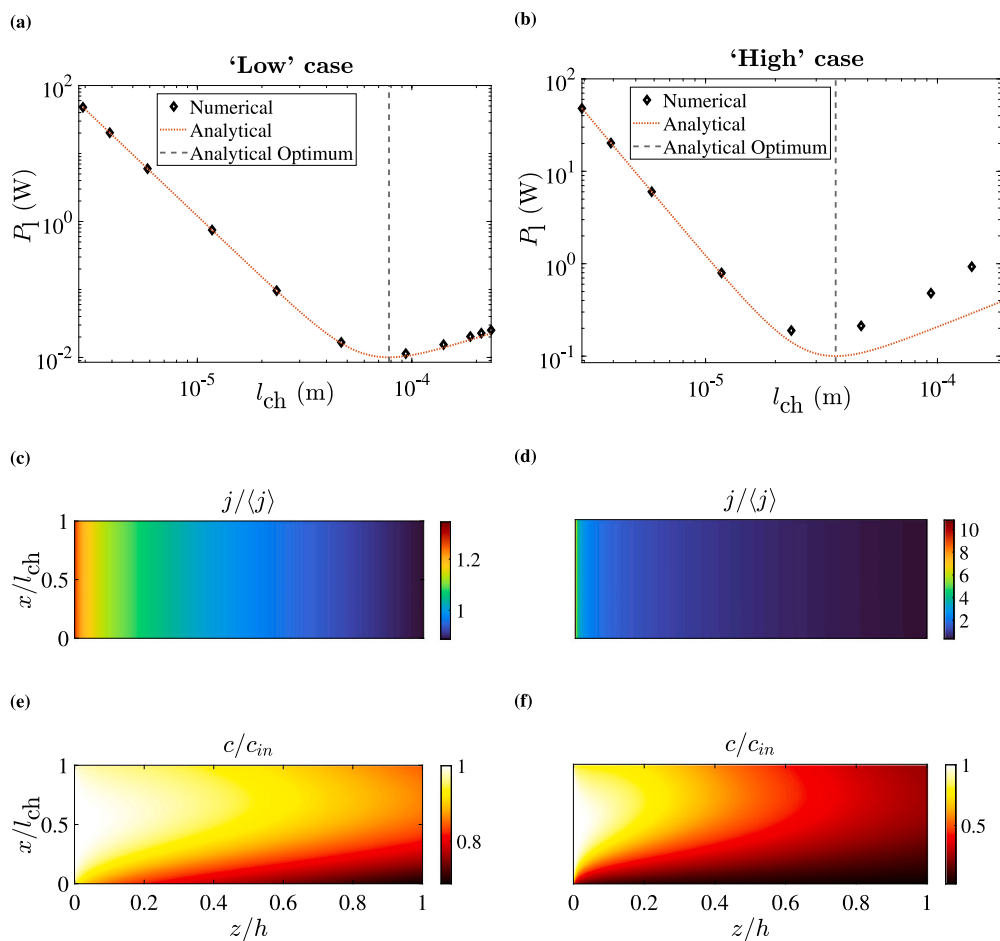 (a)
‘Low’ case
10^2
10^0
10^-2
P_l (W)
Numerical
Analytical
Analytical Optimum
10^-5
10^-4
l_ch (m)
(b)
‘High’ case
10^2
10^1
10^0
10^-1
P_l (W)
Numerical
Analytical
Analytical Optimum
10^-5
10^-4
l_ch (m)
(c)
j/⟨j⟩
1
0.5
0
x/l_ch
1.2
1
(d)
j/⟨j⟩
10
8
6
4
2
(e)
c/c_in
1
0.5
0
x/l_ch
0 0.2 0.4 0.6 0.8 1
z/h
1
0.8
(f)
c/c_in
0 0.2 0.4 0.6 0.8 1
z/h
1
0.5